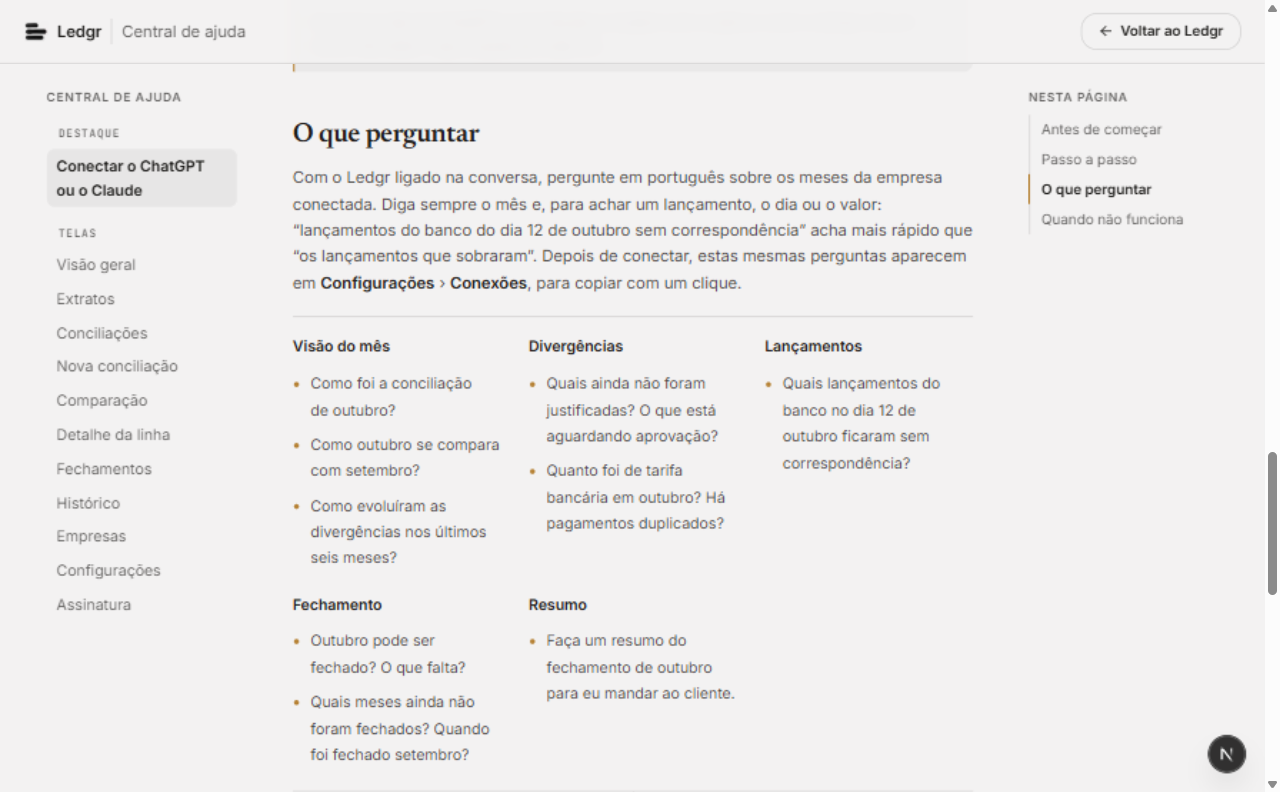 Ledgr
Central de ajuda
← Voltar ao Ledgr
CENTRAL DE AJUDA
DESTAQUE
Conectar o ChatGPT
ou o Claude
TELAS
Visão geral
Extratos
Conciliações
Nova conciliação
Comparação
Detalhe da linha
Fechamentos
Histórico
Empresas
Configurações
Assinatura
O que perguntar
Com o Ledgr ligado na conversa, pergunte em português sobre os meses da empresa
conectada. Diga sempre o mês e, para achar um lançamento, o dia ou o valor:
“lançamentos do banco do dia 12 de outubro sem correspondência” acha mais rápido que
“os lançamentos que sobraram”. Depois de conectar, estas mesmas perguntas aparecem
em Configurações › Conexões, para copiar com um clique.
Visão do mês
• Como foi a conciliação
de outubro?
• Como outubro se compara
com setembro?
• Como evoluíram as
divergências nos últimos
seis meses?
Divergências
• Quais ainda não foram
justificadas? O que está
aguardando aprovação?
• Quanto foi de tarifa
bancária em outubro? Há
pagamentos duplicados?
Lançamentos
• Quais lançamentos do
banco no dia 12 de
outubro ficaram sem
correspondência?
Fechamento
• Outubro pode ser
fechado? O que falta?
• Quais meses ainda não
foram fechados? Quando
foi fechado setembro?
Resumo
• Faça um resumo do
fechamento de outubro
para eu mandar ao cliente.
NESTA PÁGINA
Antes de começar
Passo a passo
O que perguntar
Quando não funciona
N